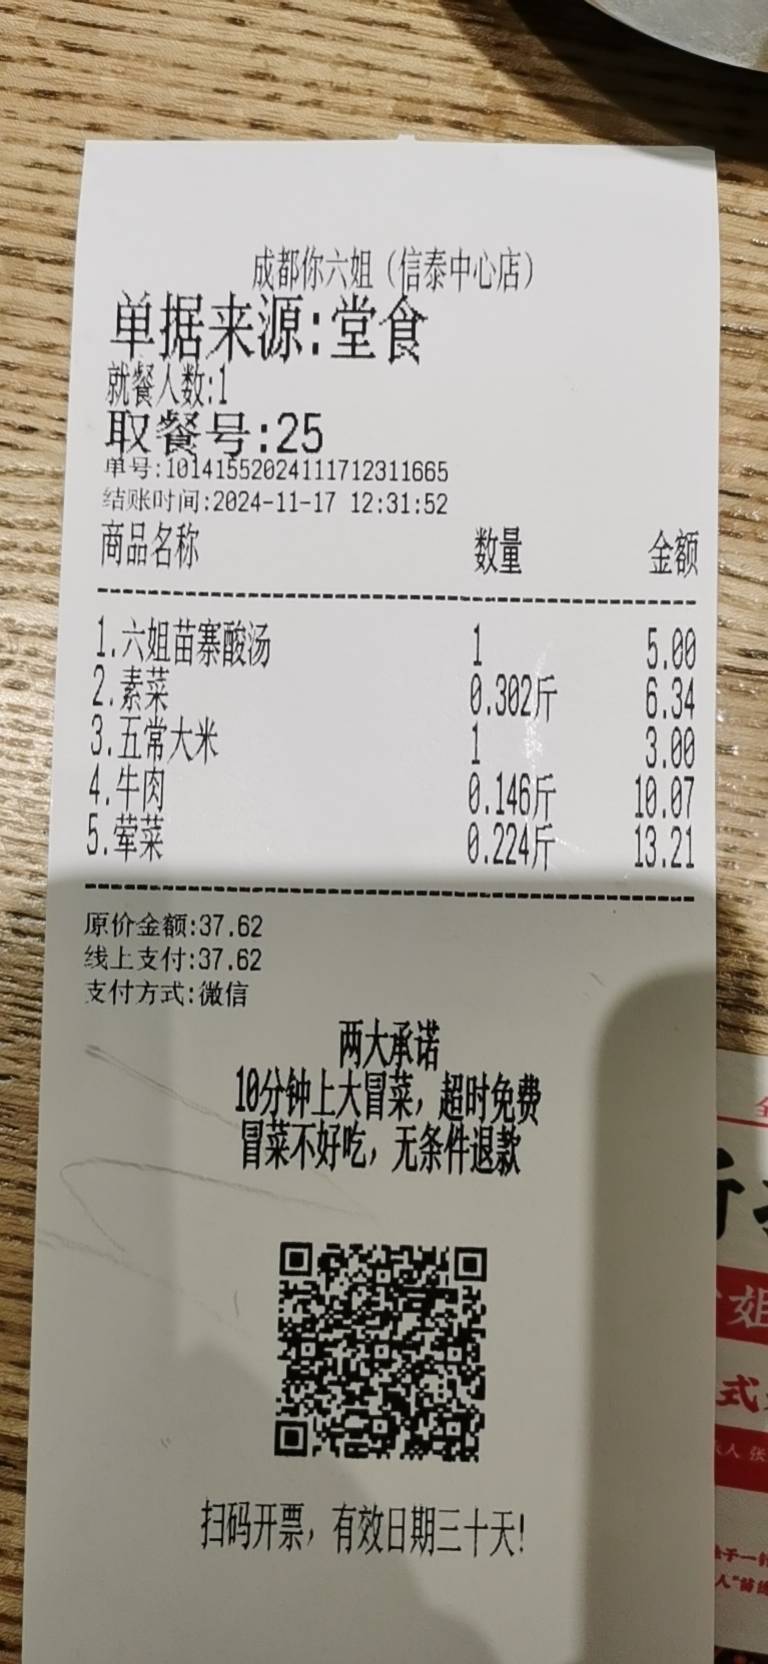 成都你六姐（信泰中心店）
单据来源:堂食
就餐人数:1
取餐号:25
单号:10141552024111712311665
结账时间:2024-11-17 12:31:52
商品名称 数量 金额
1.六姐苗寨酸汤 1 5.00
2.素菜 0.302斤 6.34
3.五常大米 1 3.00
4.牛肉 0.146斤 10.07
5.荤菜 0.224斤 13.21
原价金额:37.62
线上支付:37.62
支付方式:微信
两大承诺
10分钟上大冒菜，超时免费
冒菜不好吃，无条件退款
扫码开票，有效日期三十天!
姐
式
人 张